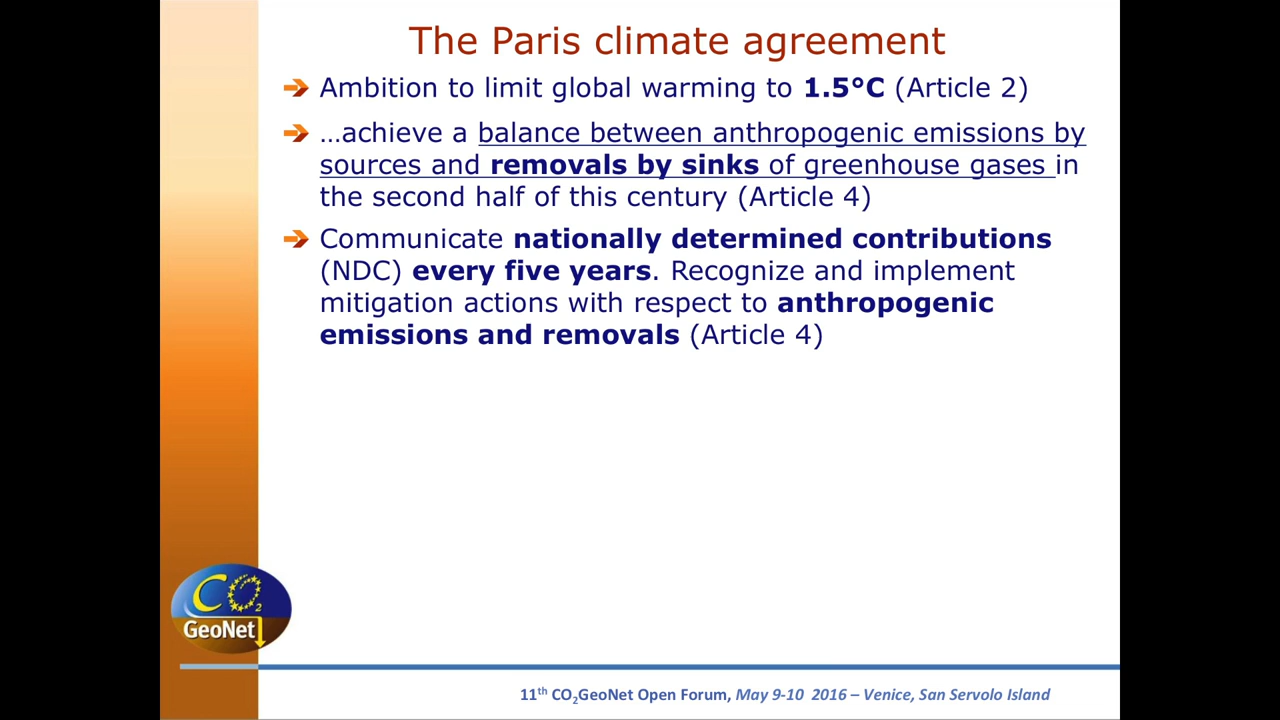 The Paris climate agreement
Ambition to limit global warming to 1.5°C (Article 2)
…achieve a balance between anthropogenic emissions by
sources and removals by sinks of greenhouse gases in
the second half of this century (Article 4)
Communicate nationally determined contributions
(NDC) every five years. Recognize and implement
mitigation actions with respect to anthropogenic
emissions and removals (Article 4)
CO2
GeoNet
11th CO2GeoNet Open Forum, May 9-10 2016 – Venice, San Servolo Island